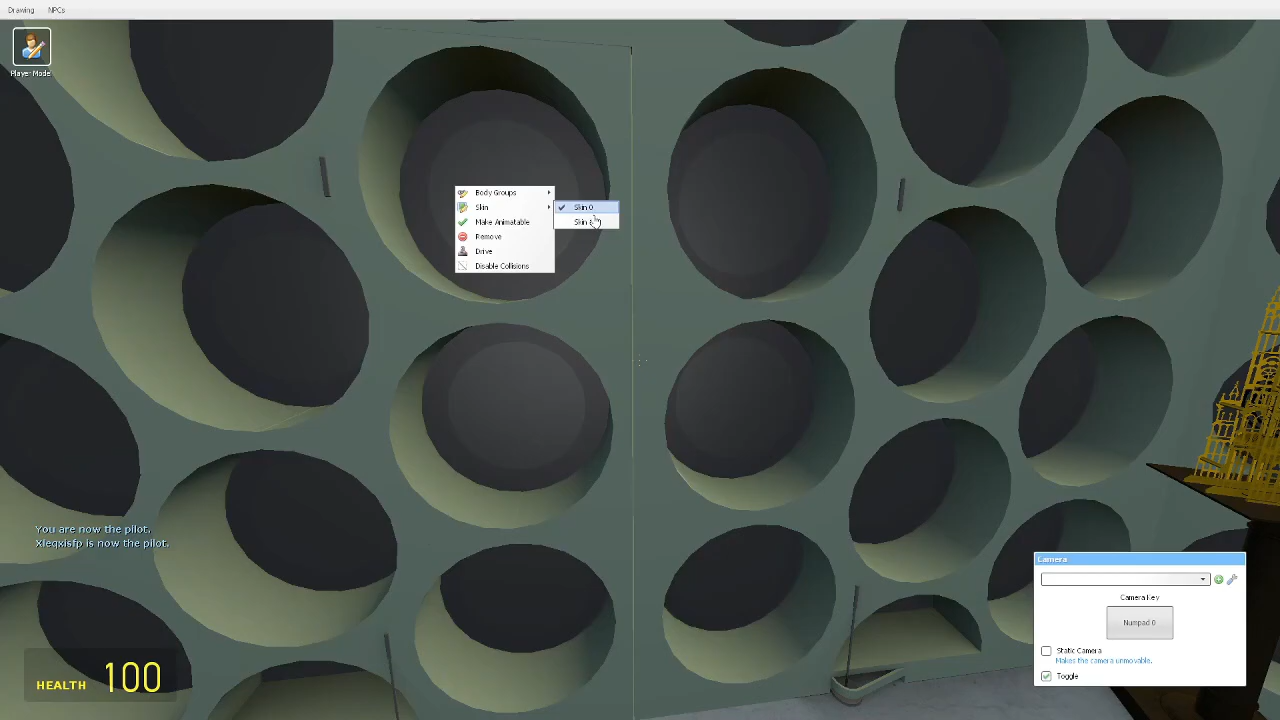 Drawing NPCs
Player Mode
Body Groups
Skin
Make Animatable
Remove
Drive
Disable Collisions
Skin 0
Skin
You are now the pilot.
Xleqxisfp is now the pilot.
HEALTH 100
Camera
Camera Key
Numpad 0
Static Camera
Makes the camera unmovable.
Toggle